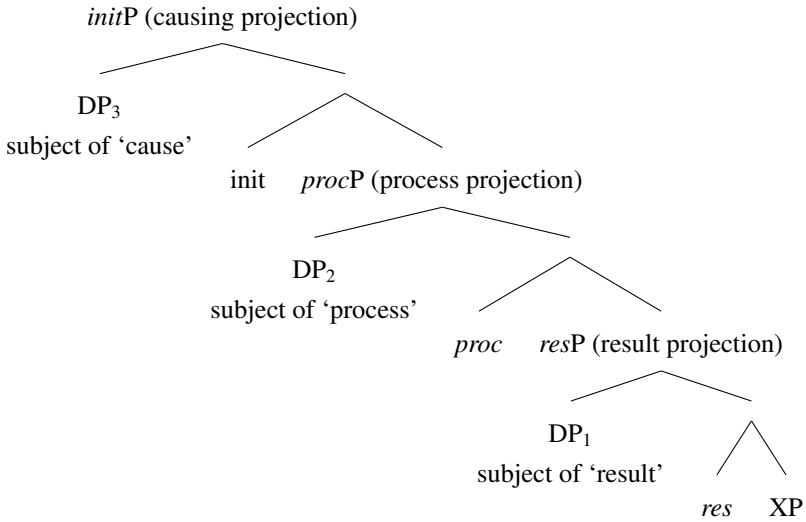 initP (causing projection)
DP₃
subject of ‘cause’
init procP (process projection)
DP₂
subject of ‘process’
proc resP (result projection)
DP₁
subject of ‘result’
res XP